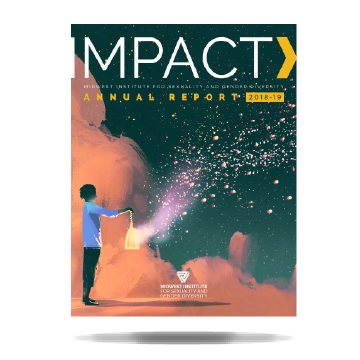 IMPACT
MIDWEST INSTITUTE FOR SEXUALITY AND GENDER DIVERSITY
ANNUAL REPORT 2018-19
MIDWEST INSTITUTE
FOR SEXUALITY AND
GENDER DIVERSITY